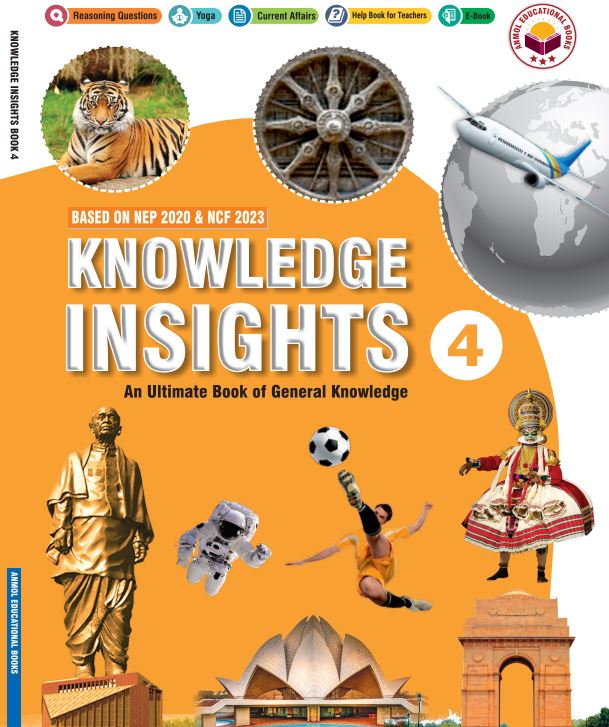 Reasoning Questions
Yoga
Current Affairs
Help Book for Teachers
E-Book
ANMOL EDUCATIONAL BOOKS
KNOWLEDGE INSIGHTS BOOK 4
BASED ON NEP 2020 & NCF 2023
KNOWLEDGE
INSIGHTS
4
An Ultimate Book of General Knowledge
ANMOL EDUCATIONAL BOOKS